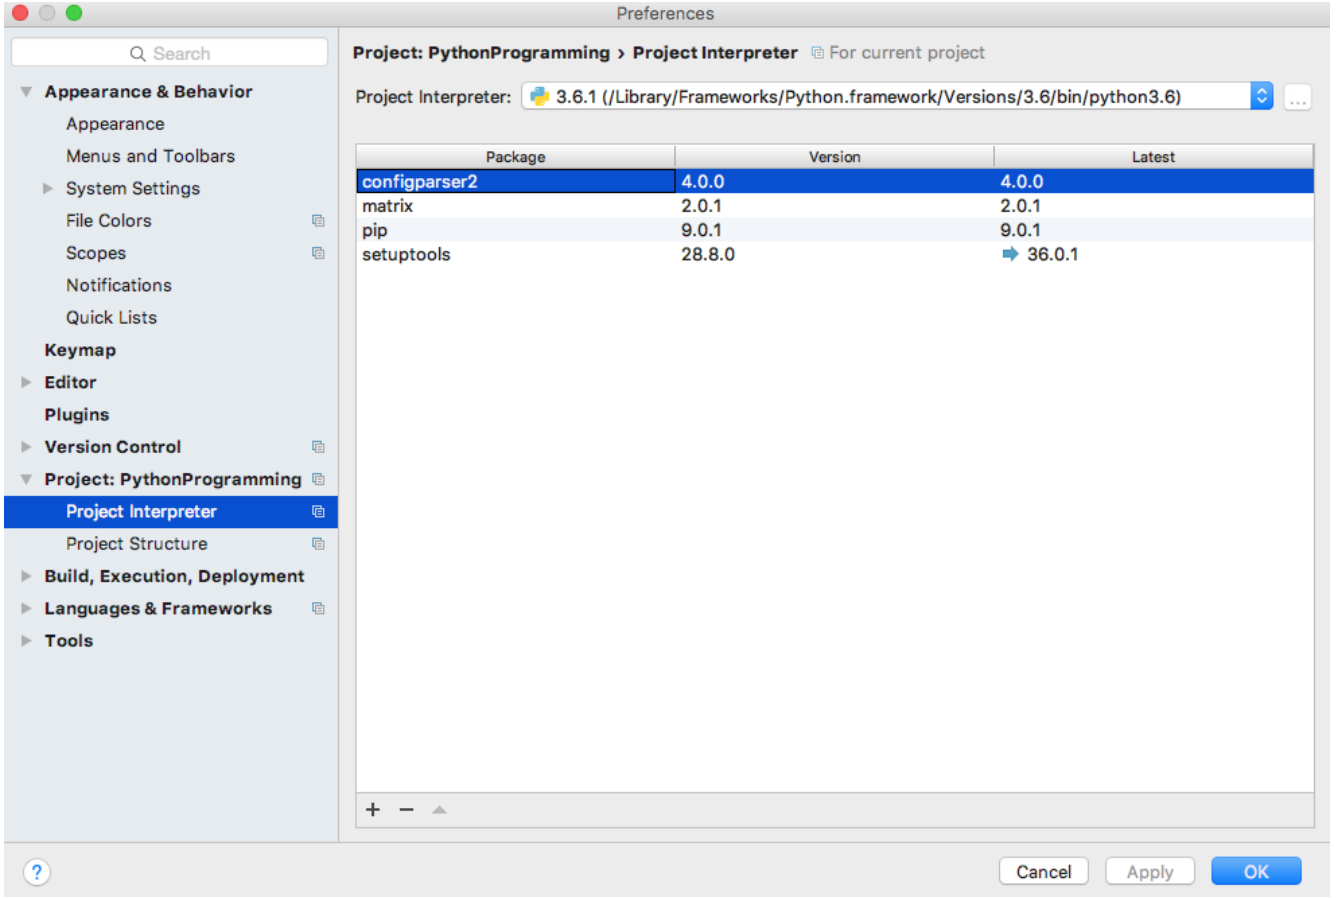 Preferences
Search
Appearance & Behavior
Appearance
Menus and Toolbars
System Settings
File Colors
Scopes
Notifications
Quick Lists
Keymap
Editor
Plugins
Version Control
Project: PythonProgramming
Project Interpreter
Project Structure
Build, Execution, Deployment
Languages & Frameworks
Tools
Project: PythonProgramming › Project Interpreter For current project
Project Interpreter: 3.6.1 (/Library/Frameworks/Python.framework/Versions/3.6/bin/python3.6) ...
Package Version Latest
configparser2 4.0.0 4.0.0
matrix 2.0.1 2.0.1
pip 9.0.1 9.0.1
setuptools 28.8.0 36.0.1
+ −
? Cancel Apply OK